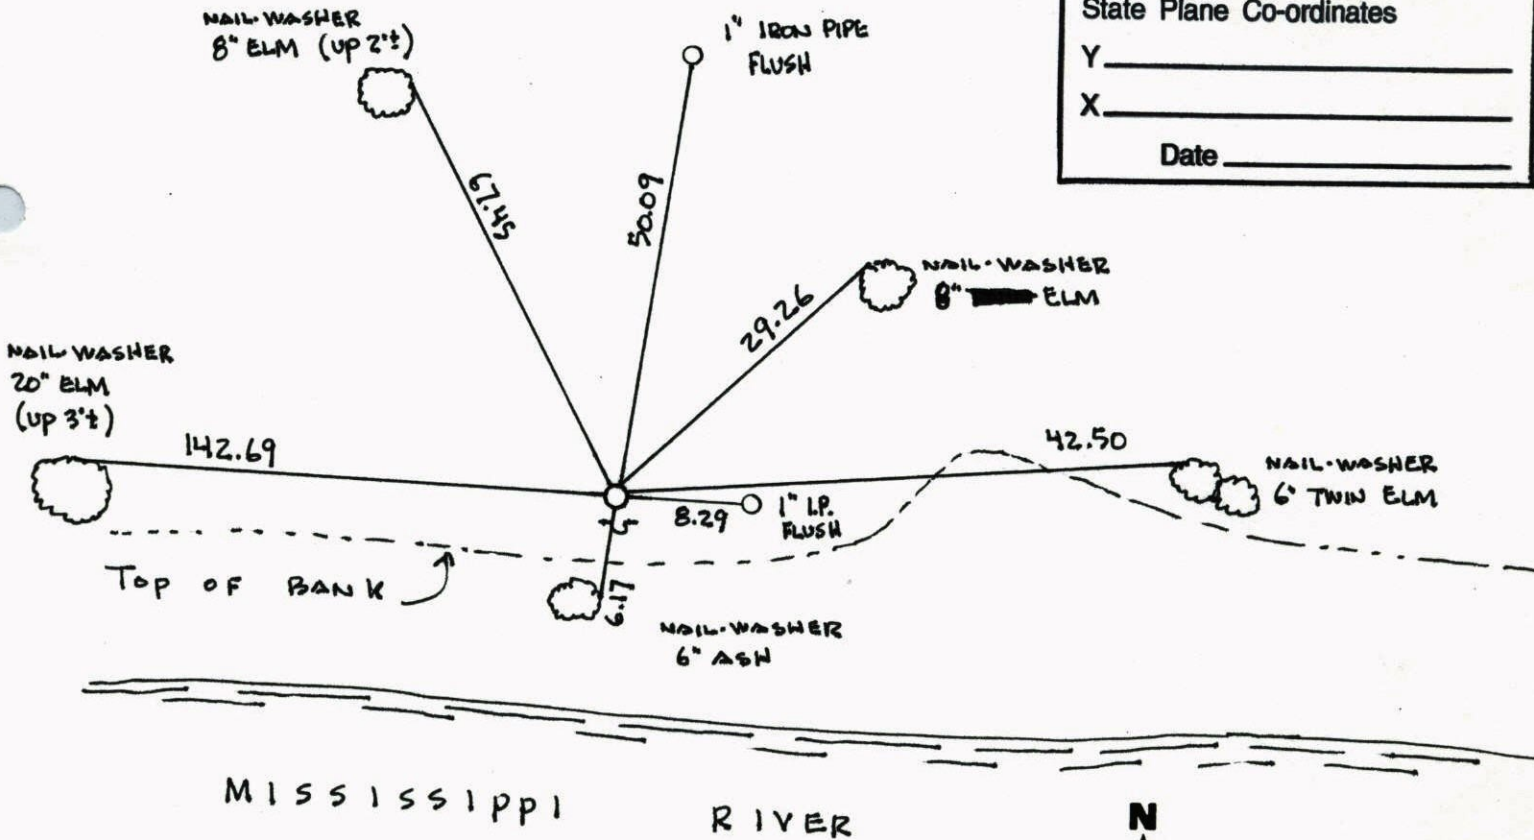 State Plane Co-ordinates
Y
X
Date
NAIL-WASHER
8" ELM (UP 2'±)
1" IRON PIPE
FLUSH
67.45
50.09
NAIL-WASHER
8" ELM
29.26
NAIL-WASHER
20" ELM
(UP 3'±)
142.69
42.50
NAIL-WASHER
6" TWIN ELM
8.29
1" I.P.
FLUSH
TOP OF BANK
6.17
NAIL-WASHER
6" ASH
MISSISSIPPI RIVER
N